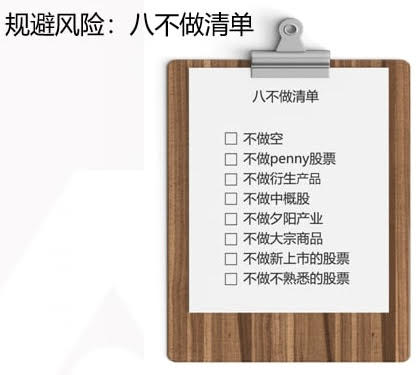 规避风险：八不做清单
八不做清单
不做空
不做penny股票
不做衍生产品
不做中概股
不做夕阳产业
不做大宗商品
不做新上市的股票
不做不熟悉的股票